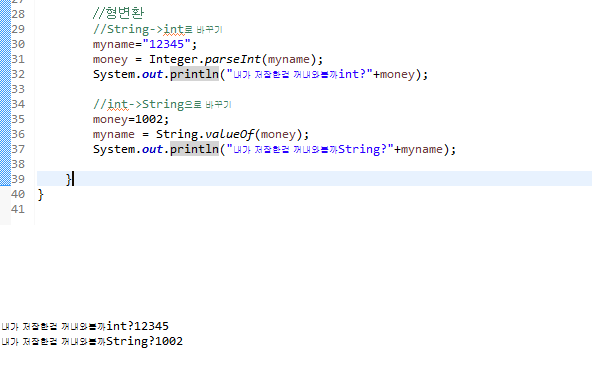 28 //형변환
29 //String->int로 바꾸기
30 myname="12345";
31 money = Integer.parseInt(myname);
32 System.out.println("내가 저장한걸 꺼내와볼까int?"+money);
33
34 //int->String으로 바꾸기
35 money=1002;
36 myname = String.valueOf(money);
37 System.out.println("내가 저장한걸 꺼내와볼까String?"+myname);
38
39 }
40 }
41
내가 저장한걸 꺼내와볼까int?12345
내가 저장한걸 꺼내와볼까String?1002